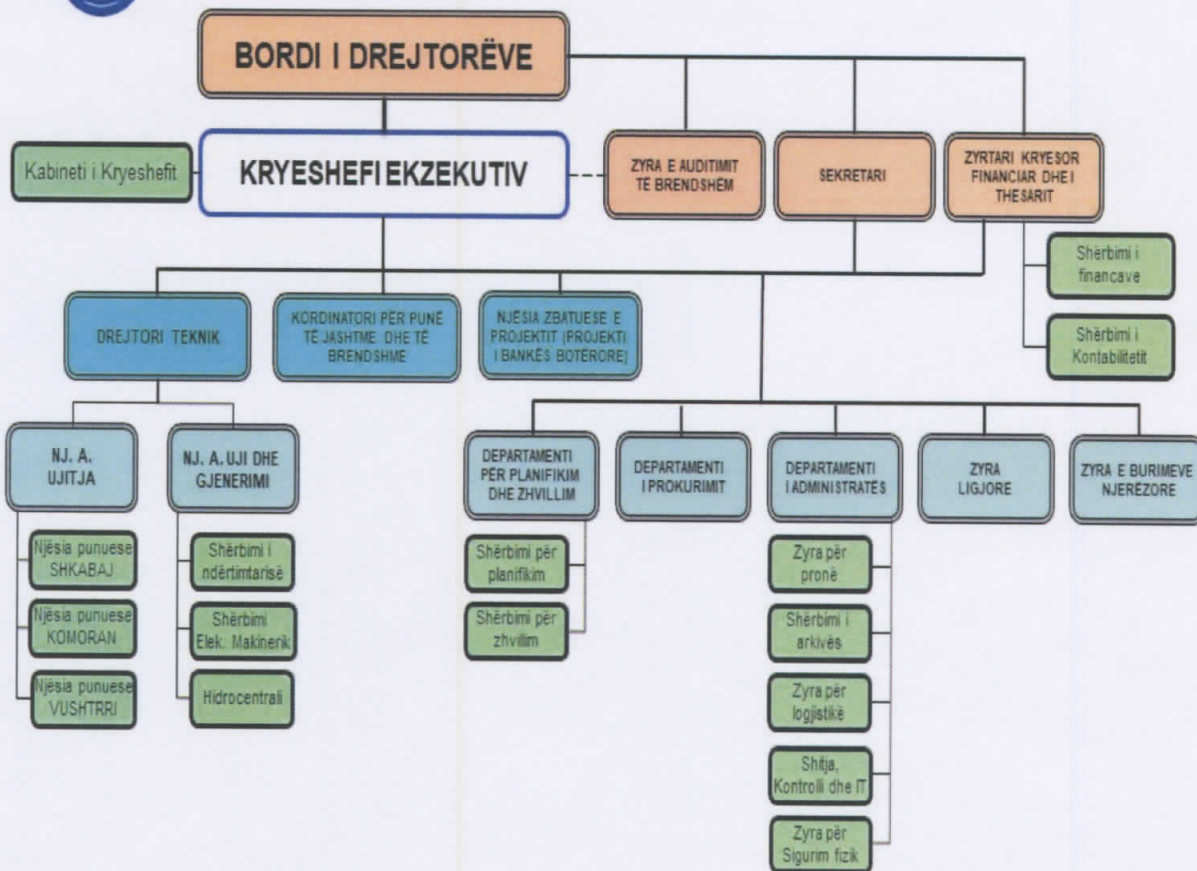 BORDI I DREJTORËVE
Kabineti i Kryeshefit
KRYESHEFI EKZEKUTIV
ZYRA E AUDITIMIT
TË BRENDSHËM
SEKRETARI
ZYRTARI KRYESOR
FINANCIAR DHE I
THESARIT
Shërbimi i
financave
Shërbimi i
Kontabilitetit
DREJTORI TEKNIK
KORDINATORI PËR PUNË
TË JASHTME DHE TË
BRENDSHME
NJËSIA ZBATUESE E
PROJEKTIT (PROJEKTI
I BANKËS BOTËRORE)
NJ. A.
UJITJA
NJ. A. UJI DHE
GJENERIMI
DEPARTAMENTI
PËR PLANIFIKIM
DHE ZHVILLIM
DEPARTAMENTI
I PROKURIMIT
DEPARTAMENTI
I ADMINISTRATËS
ZYRA
LIGJORE
ZYRA E BURIMEVE
NJERËZORE
Njësia punuese
SHKABAJ
Njësia punuese
KOMORAN
Njësia punuese
VUSHTRRI
Shërbimi i
ndërtimtarisë
Shërbimi
Elek. Makinerik
Hidrocentrali
Shërbimi për
planifikim
Shërbimi për
zhvillim
Zyra për
pronë
Shërbimi i
arkivës
Zyra për
logjistikë
Shitja,
Kontrolli dhe IT
Zyra për
Sigurim fizik